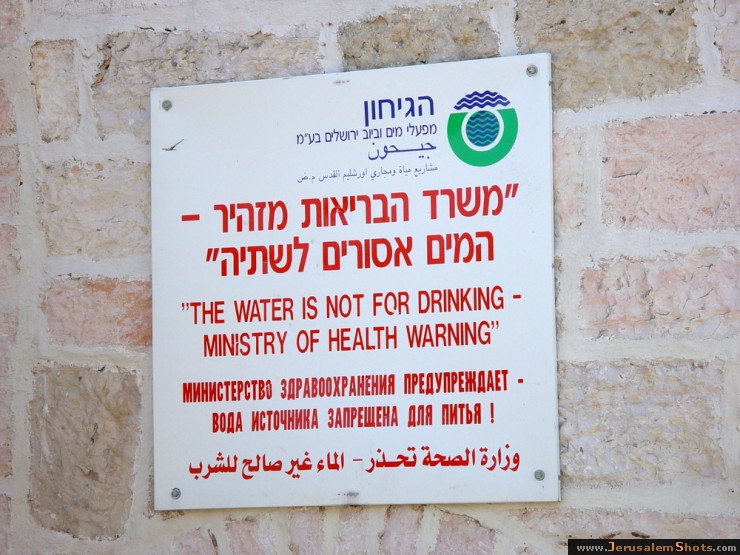 הגיחון
מפעלי מים וביוב ירושלים בע"מ
جيحون
مشاريع مياة ومجاري اورشليم القدس م.ض
"משרד הבריאות מזהיר -
המים אסורים לשתיה"
"THE WATER IS NOT FOR DRINKING -
MINISTRY OF HEALTH WARNING"
МИНИСТЕРСТВО ЗДРАВООХРАНЕНИЯ ПРЕДУПРЕЖДАЕТ -
ВОДА ИСТОЧНИКА ЗАПРЕЩЕНА ДЛЯ ПИТЬЯ !
وزارة الصحة تحذر - الماء غير صالح للشرب
www.JerusalemShots.com